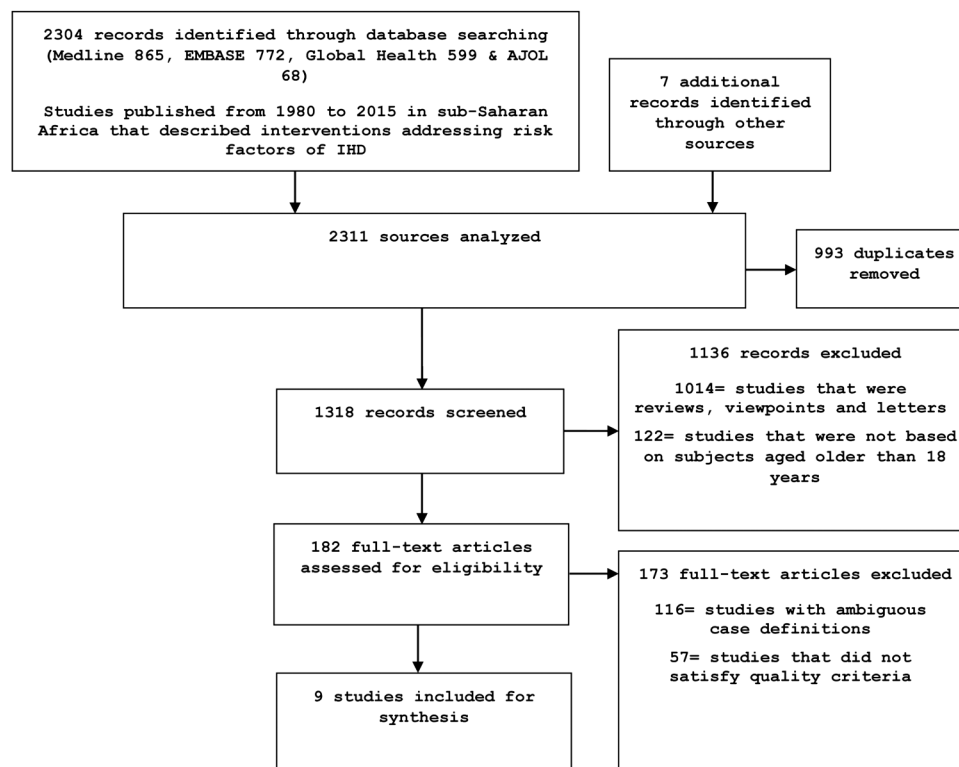 2304 records identified through database searching
(Medline 865, EMBASE 772, Global Health 599 & AJOL
68)
Studies published from 1980 to 2015 in sub-Saharan
Africa that described interventions addressing risk
factors of IHD
7 additional
records identified
through other
sources
2311 sources analyzed
993 duplicates
removed
1136 records excluded
1014= studies that were
reviews, viewpoints and letters
122= studies that were not based
on subjects aged older than 18
years
1318 records screened
182 full-text articles
assessed for eligibility
173 full-text articles excluded
116= studies with ambiguous
case definitions
57= studies that did not
satisfy quality criteria
9 studies included for
synthesis